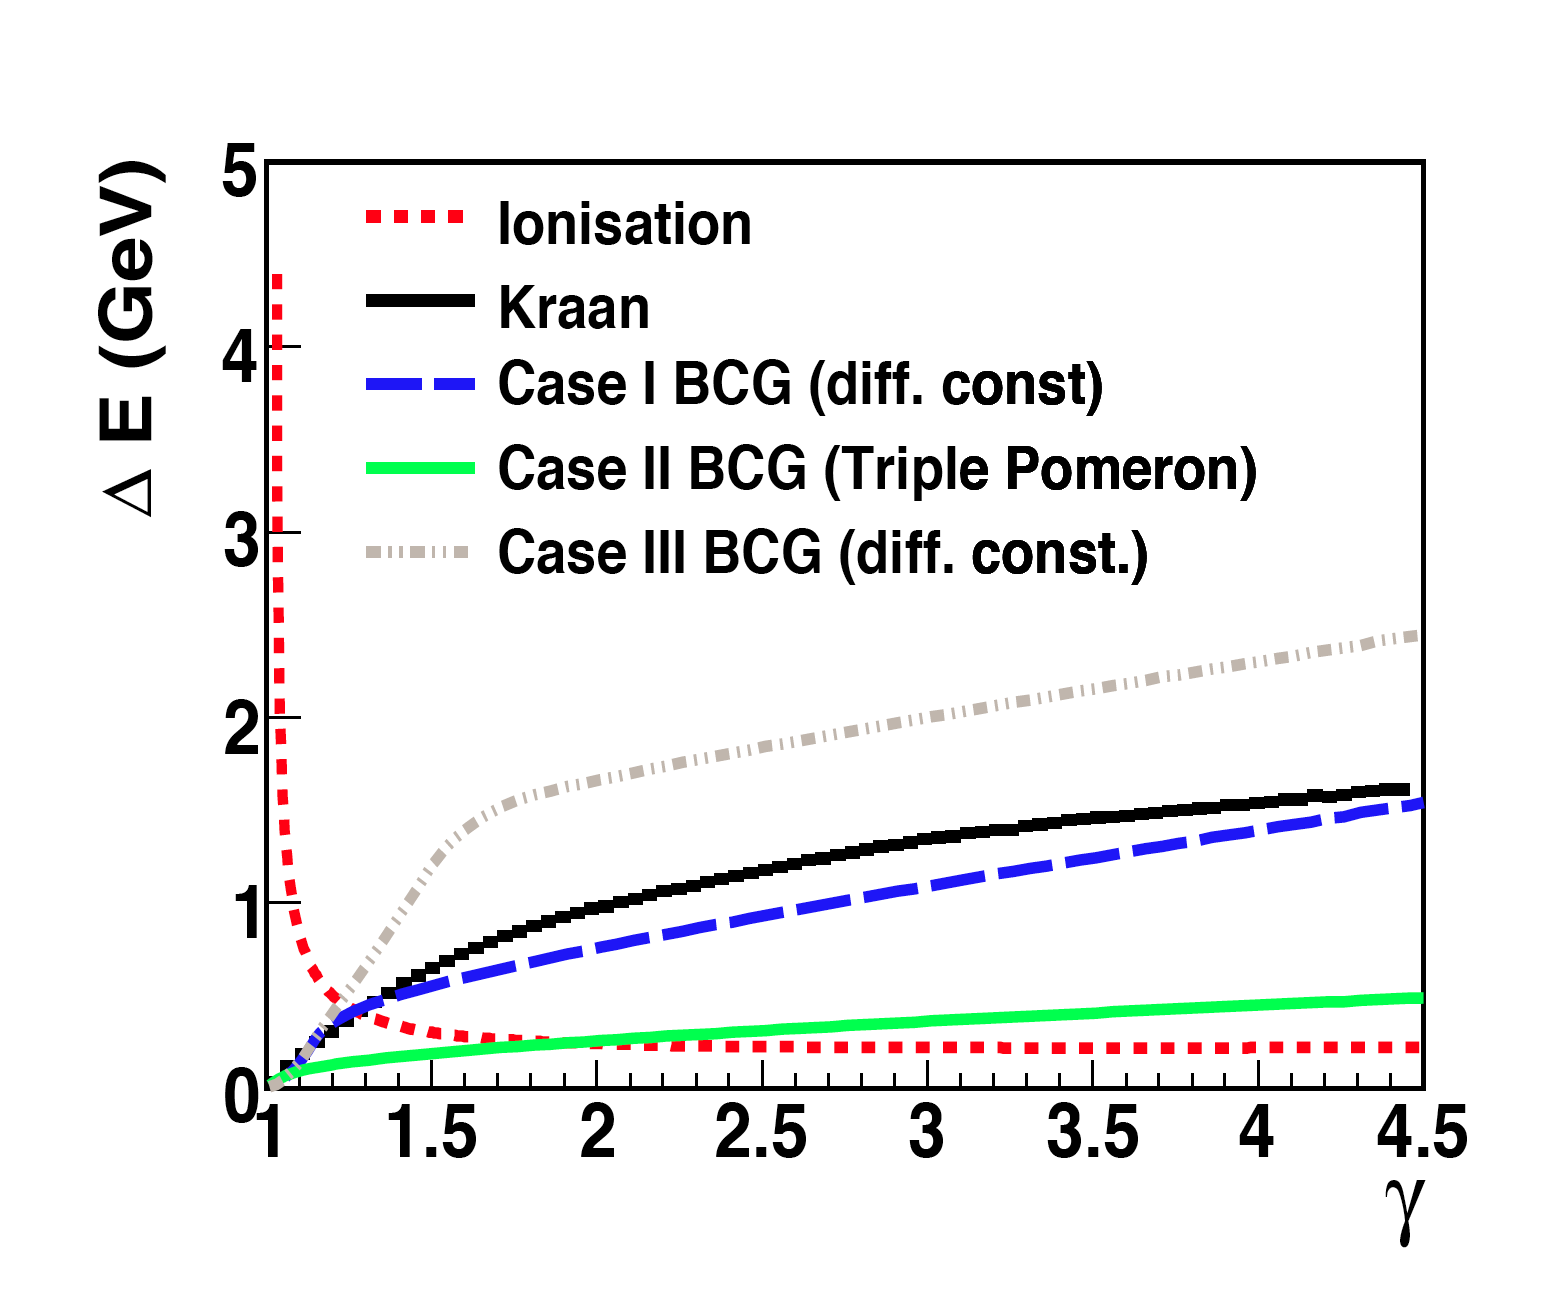 Δ E (GeV)
5
4
3
2
1
0
Ionisation
Kraan
Case I BCG (diff. const)
Case II BCG (Triple Pomeron)
Case III BCG (diff. const.)
1 1.5 2 2.5 3 3.5 4 4.5
γ